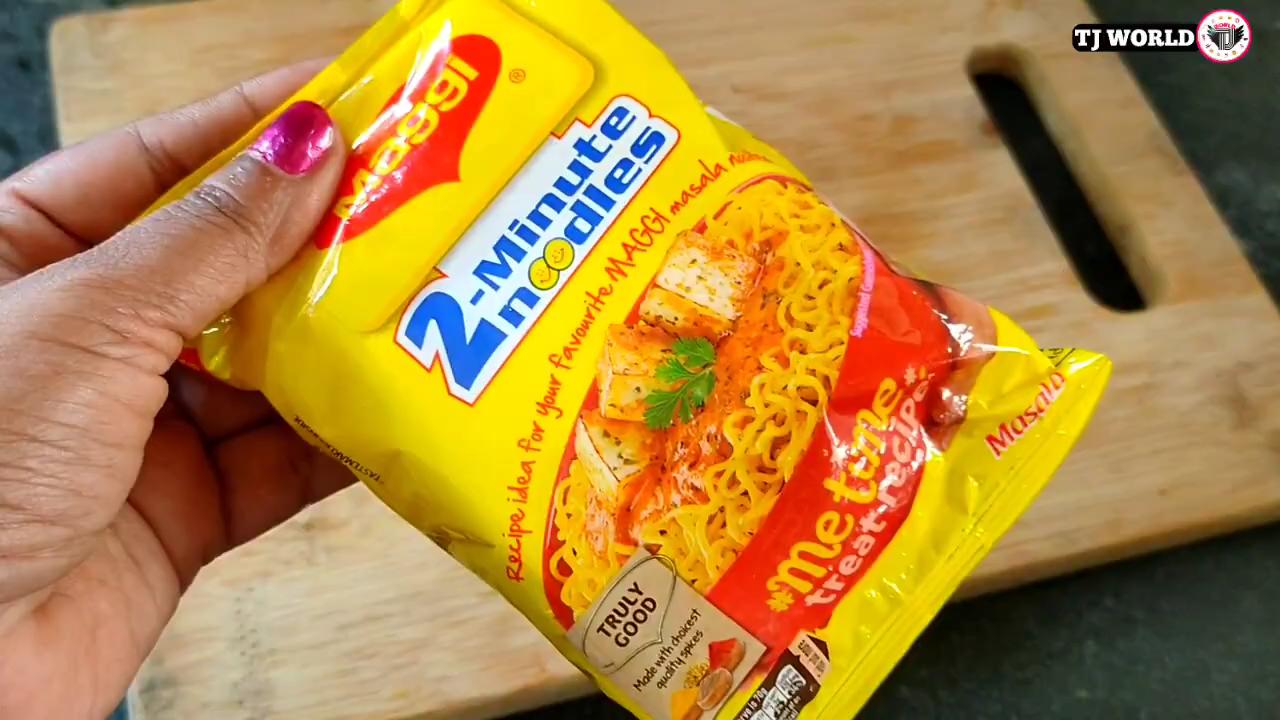 TJ WORLD
Maggi
®
2-Minute
noodles
Recipe idea for your favourite MAGGI masala
#me time
treat recipe*
Masala
TRULY
GOOD
Made with choicest
quality spices